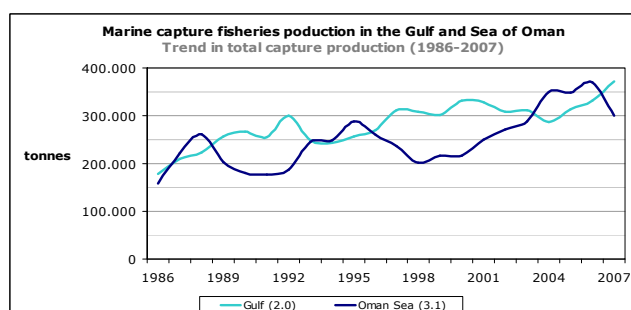 Marine capture fisheries poduction in the Gulf and Sea of Oman
Trend in total capture production (1986-2007)
400.000
300.000
tonnes
200.000
100.000
0
1986 1989 1992 1995 1998 2001 2004 2007
Gulf (2.0) Oman Sea (3.1)